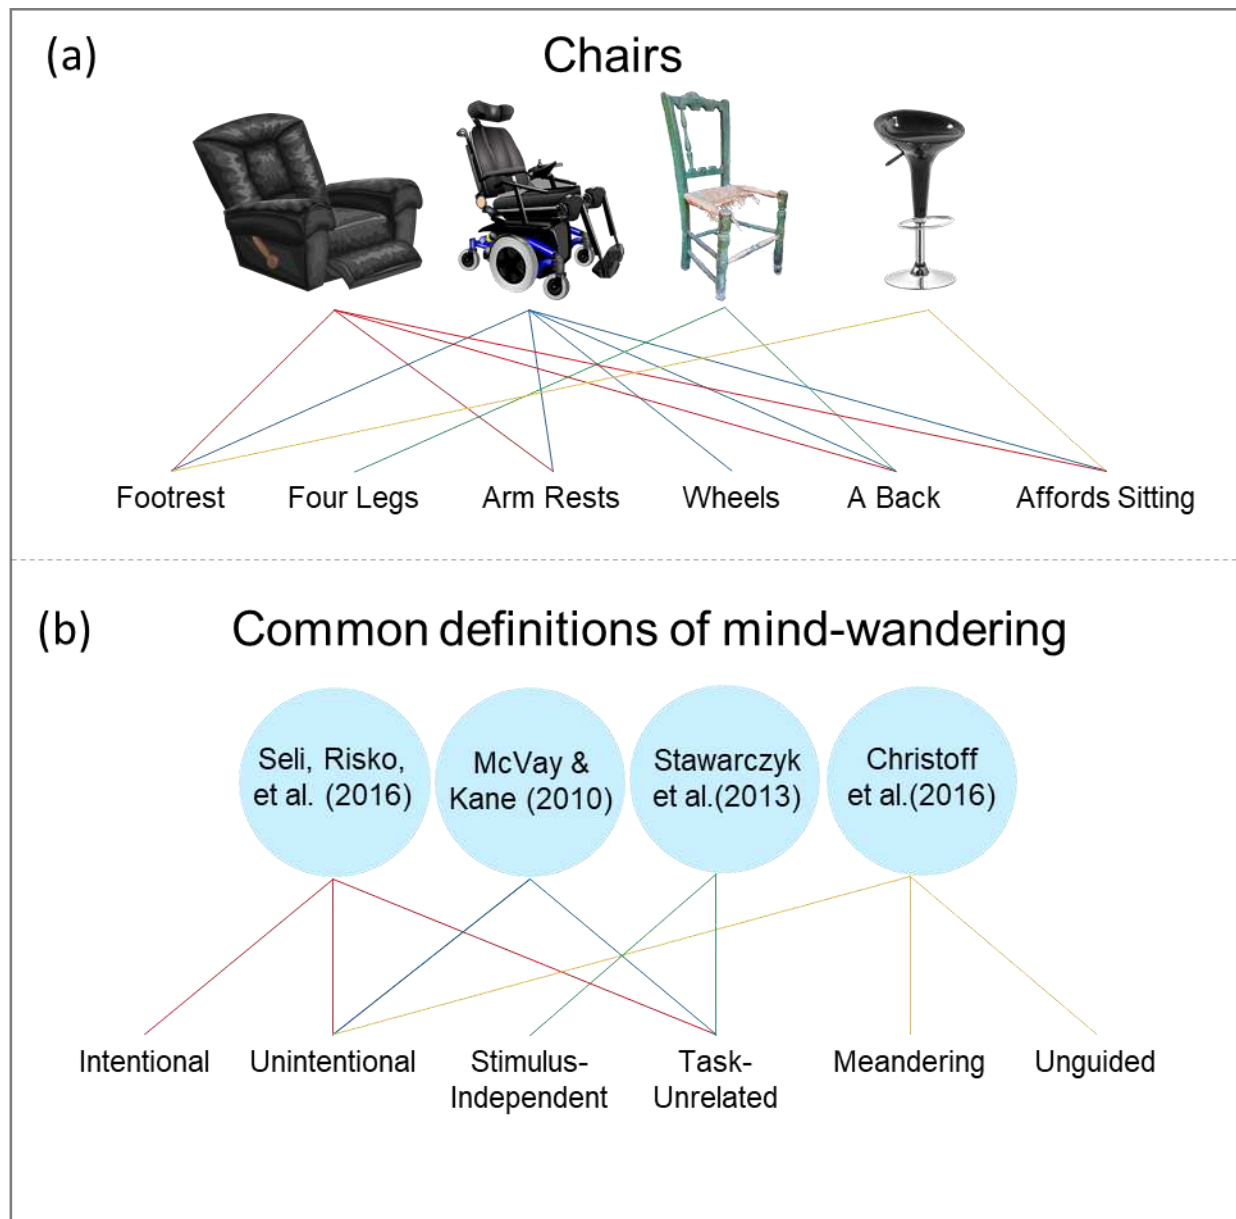 (a)
Chairs
Footrest
Four Legs
Arm Rests
Wheels
A Back
Affords Sitting
(b)
Common definitions of mind-wandering
Seli, Risko,
et al. (2016)
McVay &
Kane (2010)
Stawarczyk
et al.(2013)
Christoff
et al.(2016)
Intentional
Unintentional
Stimulus-
Independent
Task-
Unrelated
Meandering
Unguided